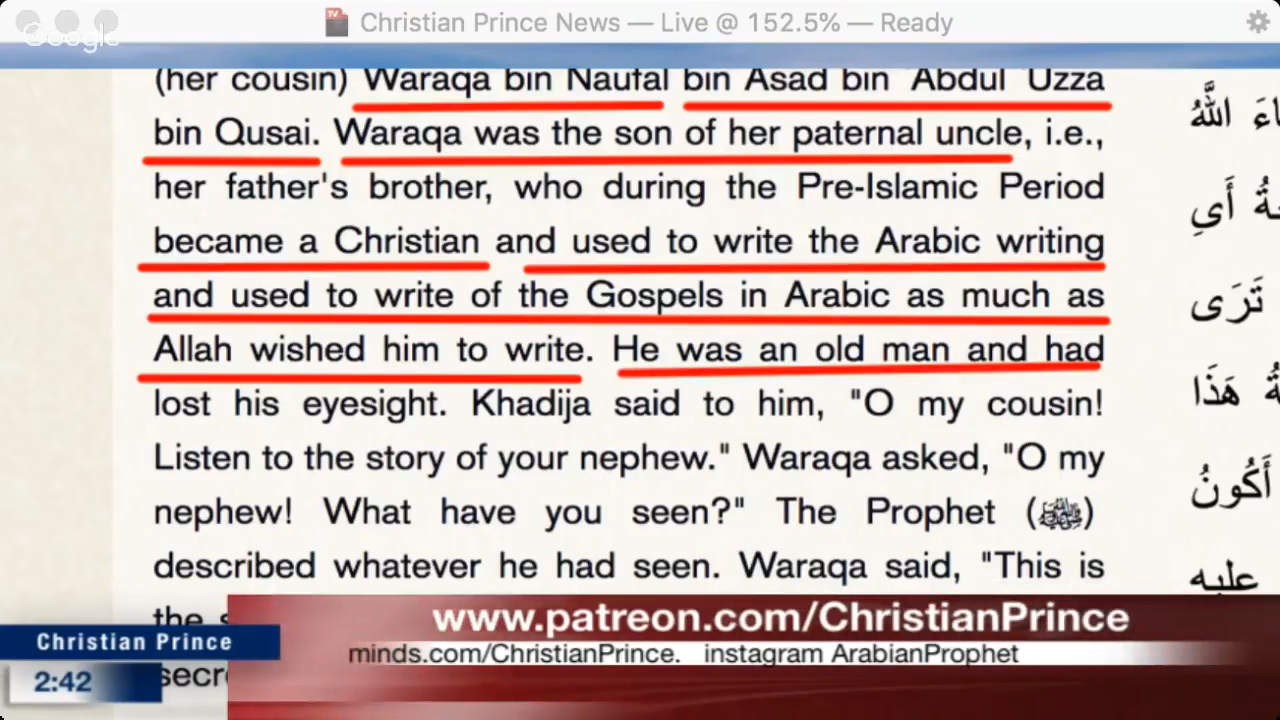 Christian Prince News — Live @ 152.5% — Ready
Google
(her cousin) Waraqa bin Naufal bin Asad bin 'Abdul 'Uzza
bin Qusai. Waraqa was the son of her paternal uncle, i.e.,
her father's brother, who during the Pre-Islamic Period
became a Christian and used to write the Arabic writing
and used to write of the Gospels in Arabic as much as
Allah wished him to write. He was an old man and had
lost his eyesight. Khadija said to him, "O my cousin!
Listen to the story of your nephew." Waraqa asked, "O my
nephew! What have you seen?" The Prophet (ﷺ)
described whatever he had seen. Waraqa said, "This is
the
اللَّهُ
أَىِ
تَرَى
هَذَا
أَكُونُ
عليه
www.patreon.com/ChristianPrince
Christian Prince
minds.com/ChristianPrince. instagram ArabianProphet
2:42